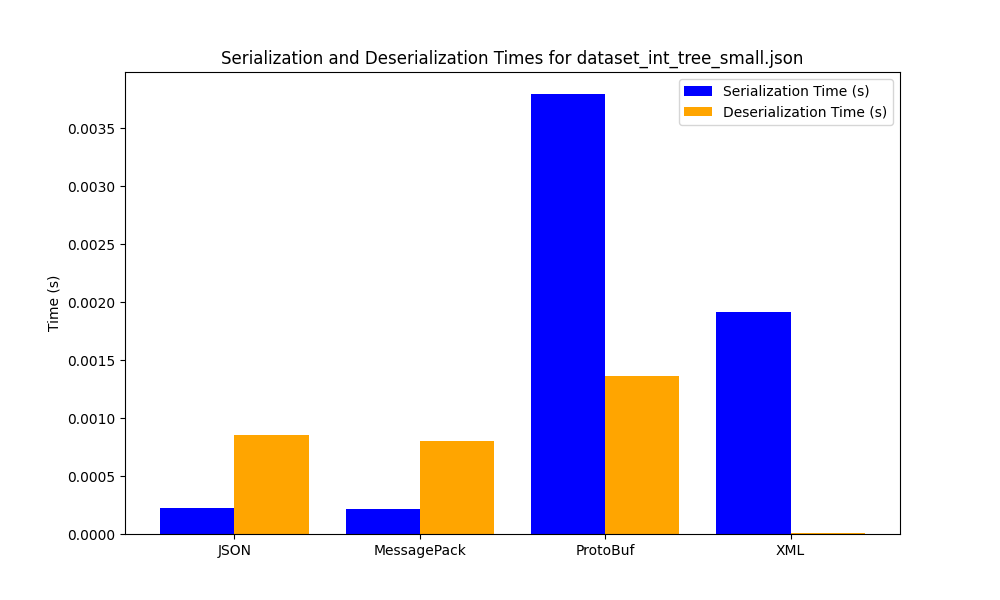 Serialization and Deserialization Times for dataset_int_tree_small.json
Serialization Time (s)
Deserialization Time (s)
Time (s)
0.0035
0.0030
0.0025
0.0020
0.0015
0.0010
0.0005
0.0000
JSON
MessagePack
ProtoBuf
XML